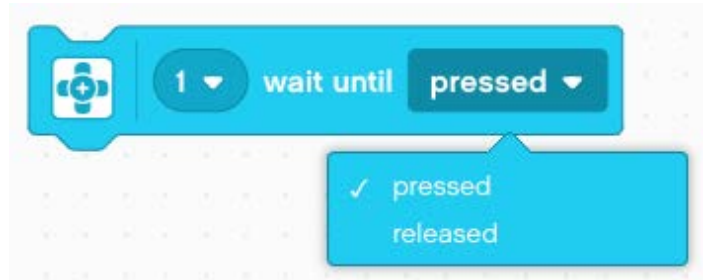 1 wait until pressed
✓ pressed
released